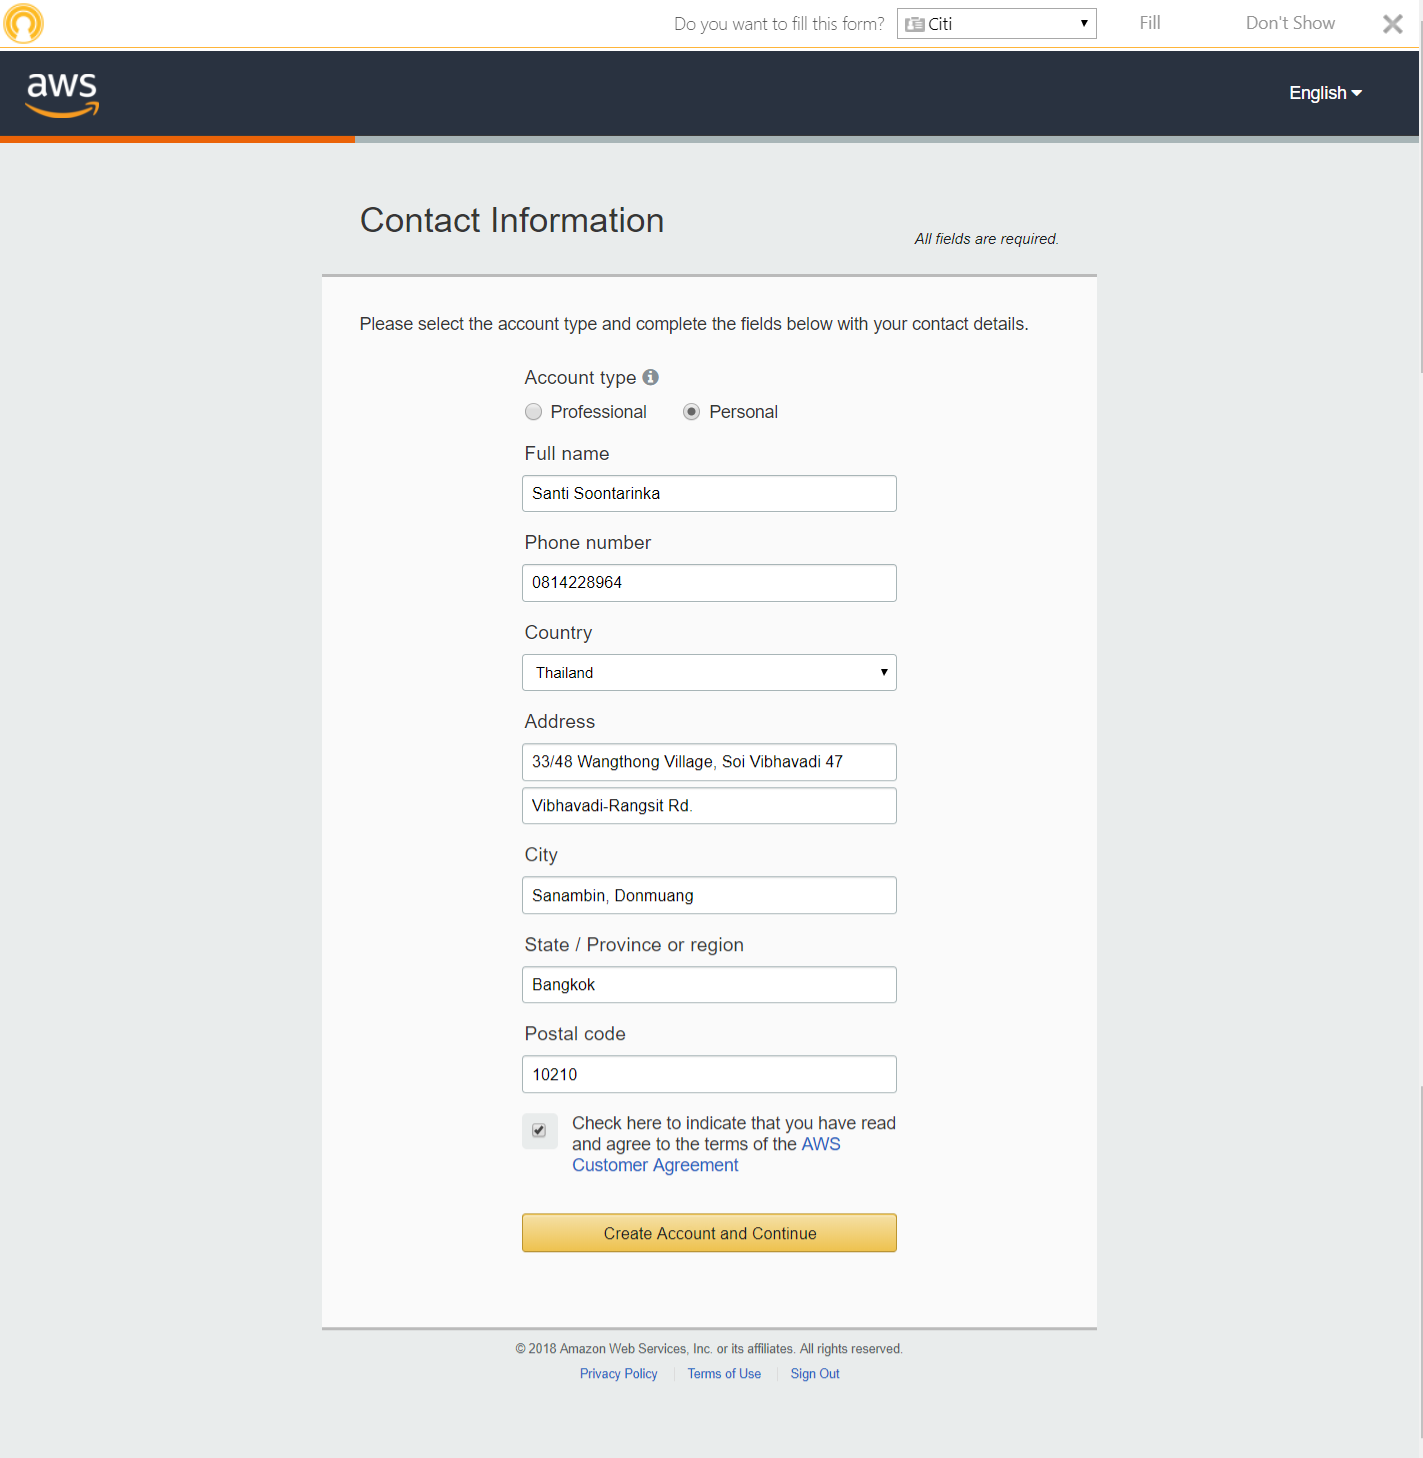 Do you want to fill this form? Citi Fill Don't Show
aws
English
Contact Information
All fields are required.
Please select the account type and complete the fields below with your contact details.
Account type
Professional Personal
Full name
Santi Soontarinka
Phone number
0814228964
Country
Thailand
Address
33/48 Wangthong Village, Soi Vibhavadi 47
Vibhavadi-Rangsit Rd.
City
Sanambin, Donmuang
State / Province or region
Bangkok
Postal code
10210
Check here to indicate that you have read
and agree to the terms of the AWS
Customer Agreement
Create Account and Continue
© 2018 Amazon Web Services, Inc. or its affiliates. All rights reserved.
Privacy Policy Terms of Use Sign Out